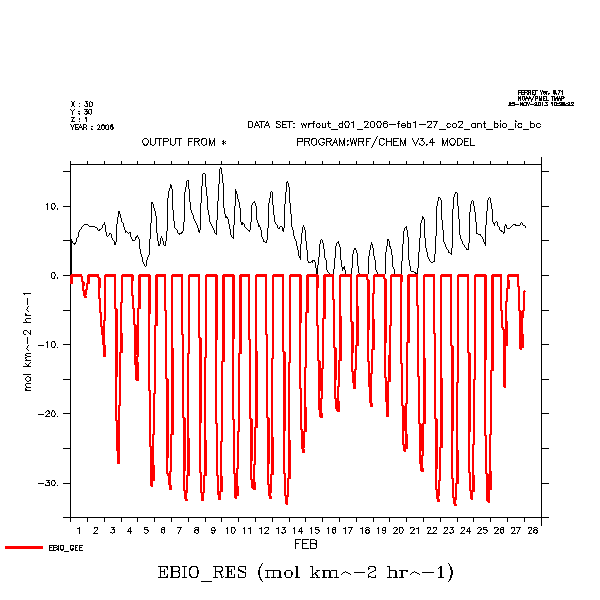 FERRET Ver. 6.71
NOAA/PMEL TMAP
X : 30
Y : 30
Z : 1
YEAR : 2006
DATA SET: wrfout_d01_2006-feb1-27_co2_ant_bio_ic_bc
OUTPUT FROM * PROGRAM:WRF/CHEM V3.4 MODEL
10.
0.
-10.
-20.
-30.
mol km^-2 hr^-1
1 2 3 4 5 6 7 8 9 10 11 12 13 14 15 16 17 18 19 20 21 22 23 24 25 26 27 28
FEB
EBIO_GEE
EBIO_RES (mol km^-2 hr^-1)